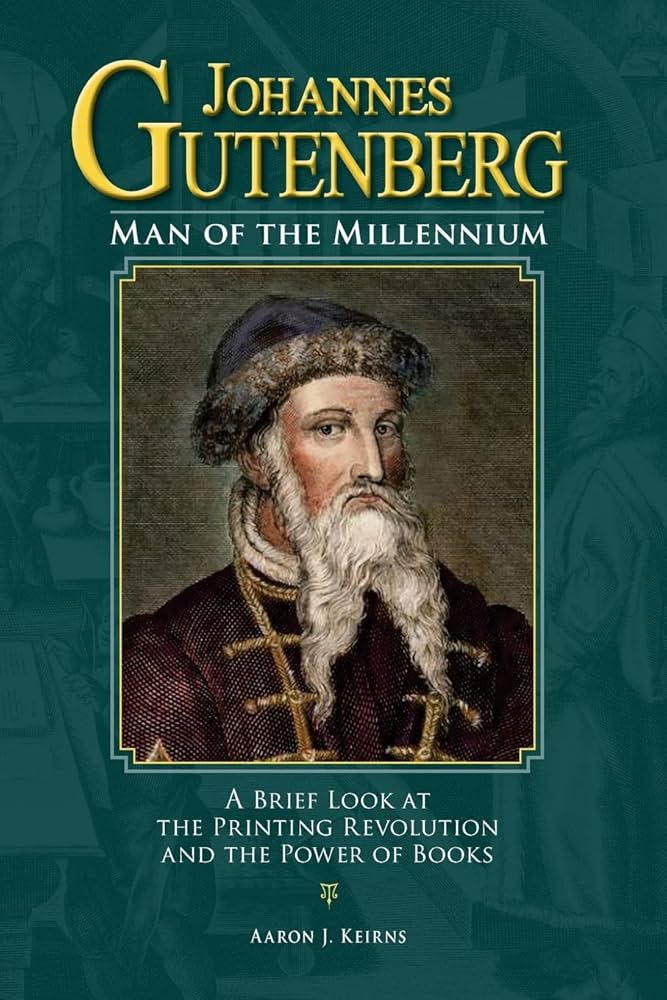 JOHANNES
GUTENBERG
MAN OF THE MILLENNIUM
A BRIEF LOOK AT
THE PRINTING REVOLUTION
AND THE POWER OF BOOKS
AARON J. KEIRNS